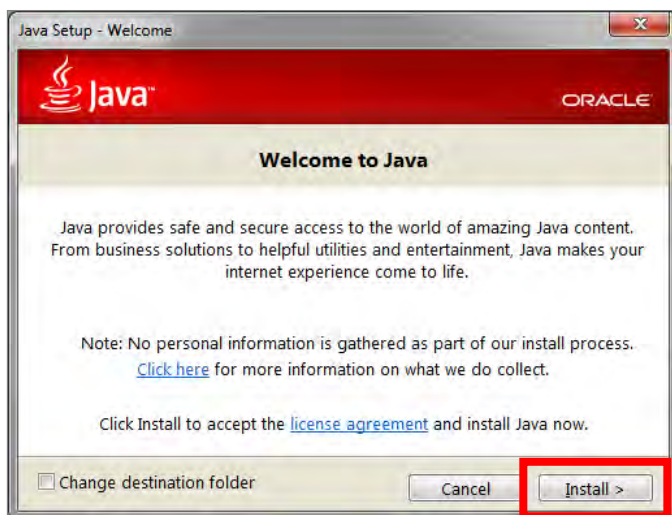 Java Setup - Welcome
Java™
ORACLE
Welcome to Java
Java provides safe and secure access to the world of amazing Java content.
From business solutions to helpful utilities and entertainment, Java makes your
internet experience come to life.
Note: No personal information is gathered as part of our install process.
Click here for more information on what we do collect.
Click Install to accept the license agreement and install Java now.
Change destination folder
Cancel
Install >